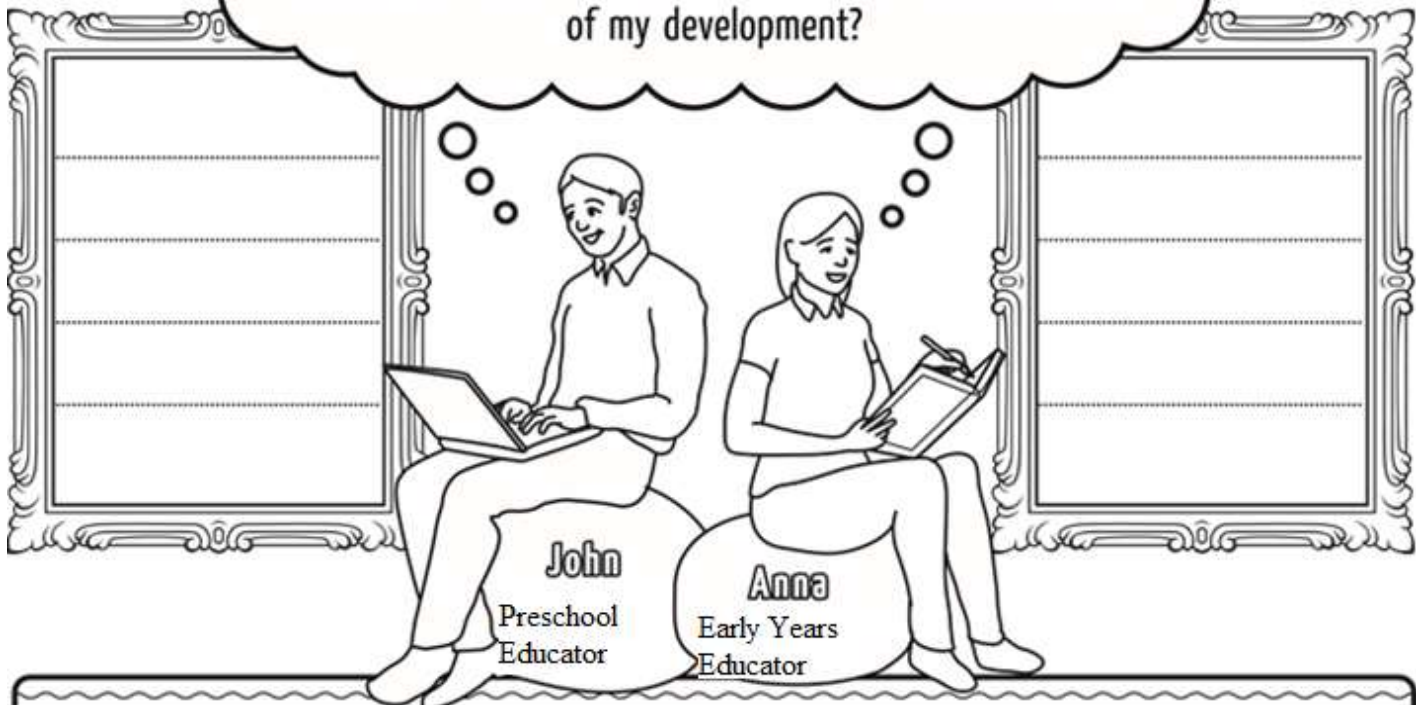 of my development?
John
Preschool
Educator
Anna
Early Years
Educator